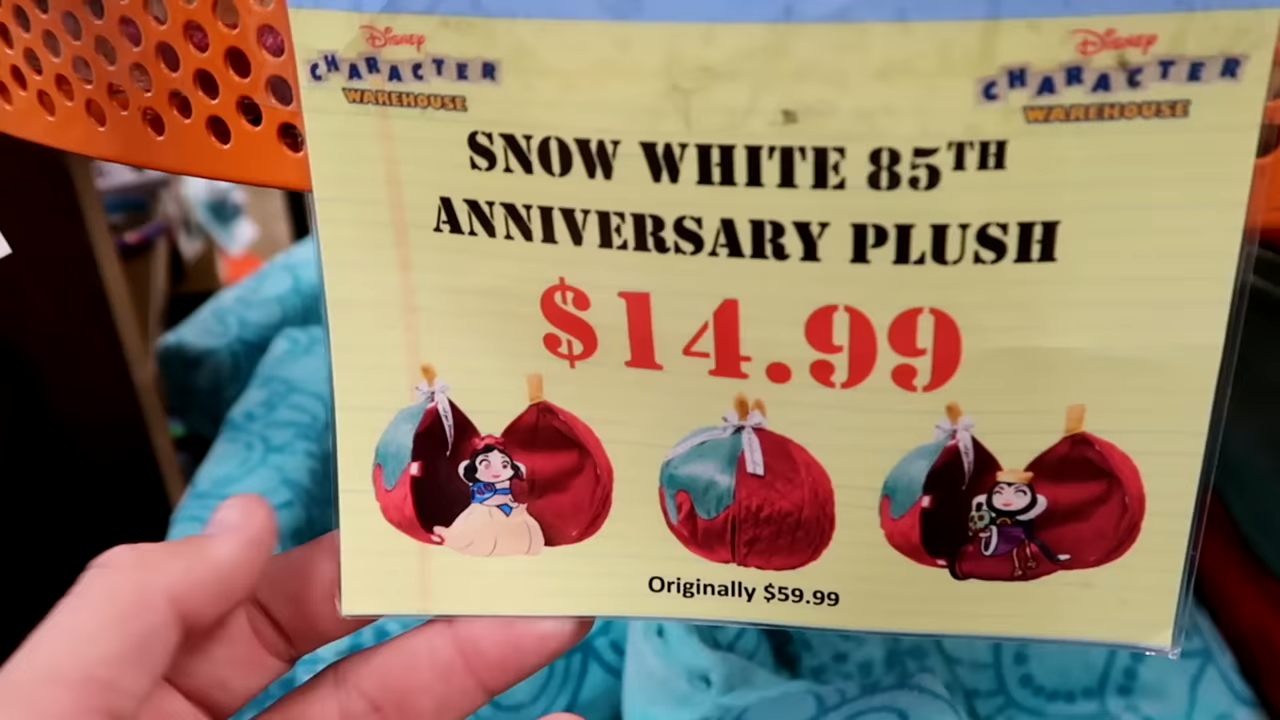 Disney
CHARACTER
WAREHOUSE
Disney
CHARACTER
WAREHOUSE
SNOW WHITE 85TH
ANNIVERSARY PLUSH
$14.99
Originally $59.99